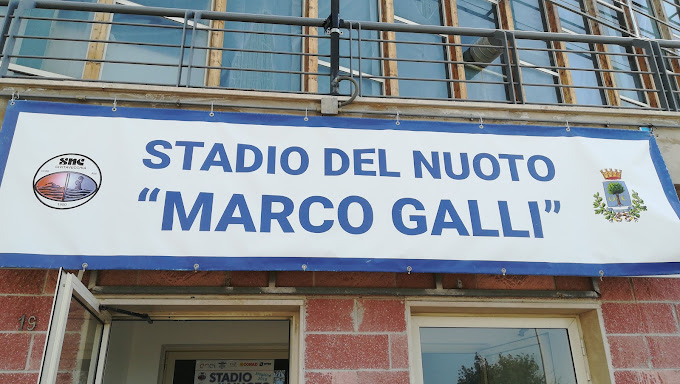 STADIO DEL NUOTO
"MARCO GALLI"
SNC
19
STADIO